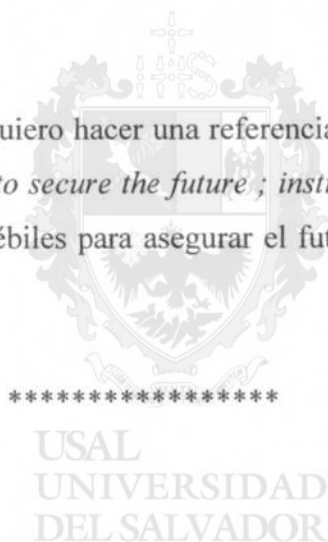 uiero hacer una referencia
to secure the future ; insti
ébiles para asegurar el fut
*****************
USAL
UNIVERSIDAD
DEL SALVADOR